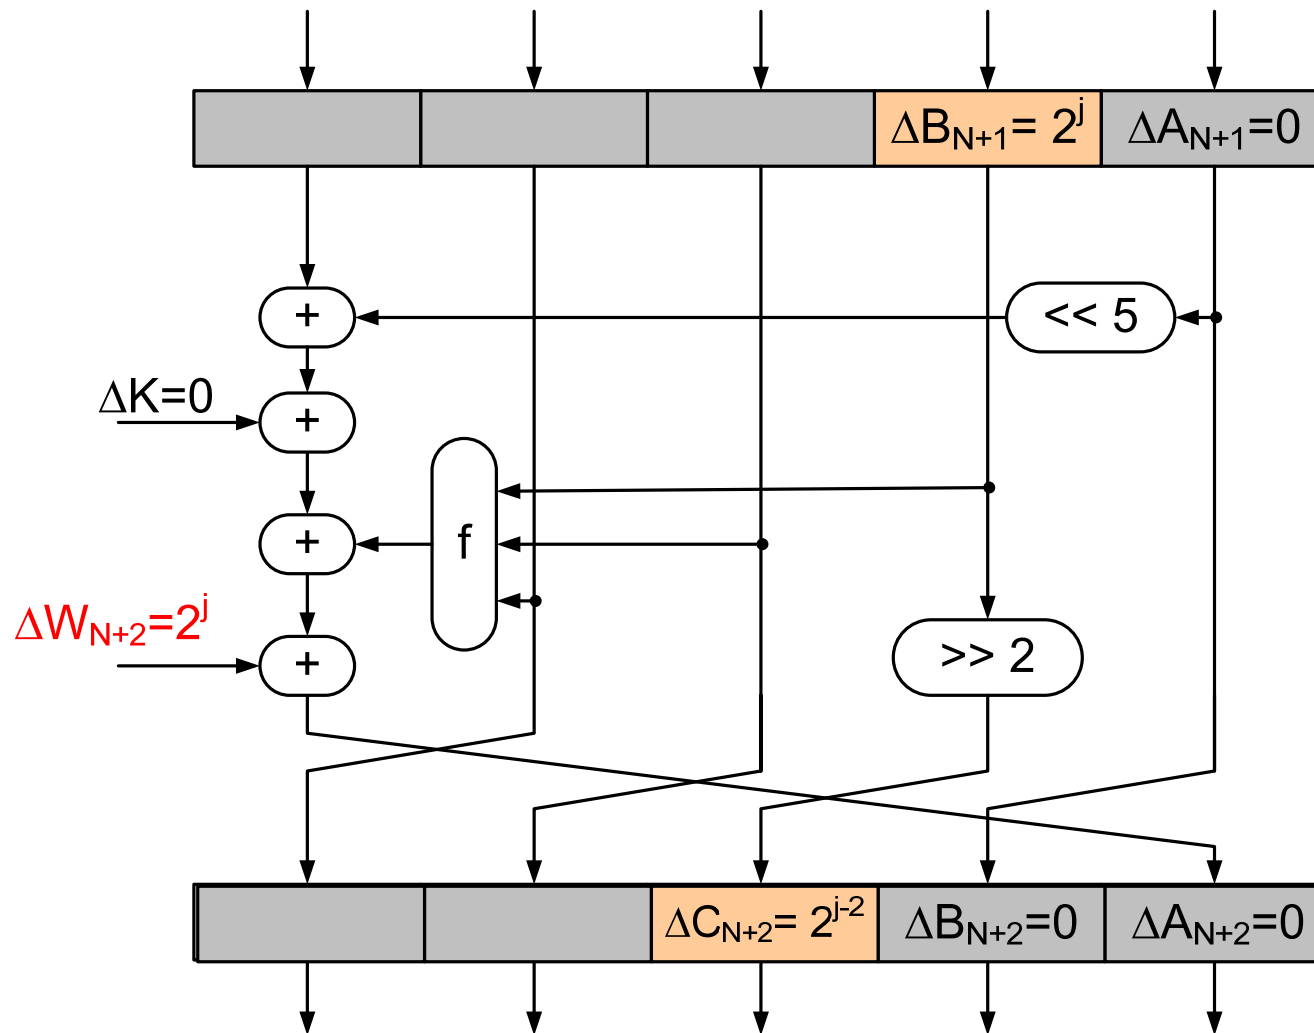 ΔB_{N+1}= 2^j ΔA_{N+1}=0
+ << 5
ΔK=0
+
+ f
ΔW_{N+2}=2^j
+ >> 2
ΔC_{N+2}= 2^{j-2} ΔB_{N+2}=0 ΔA_{N+2}=0